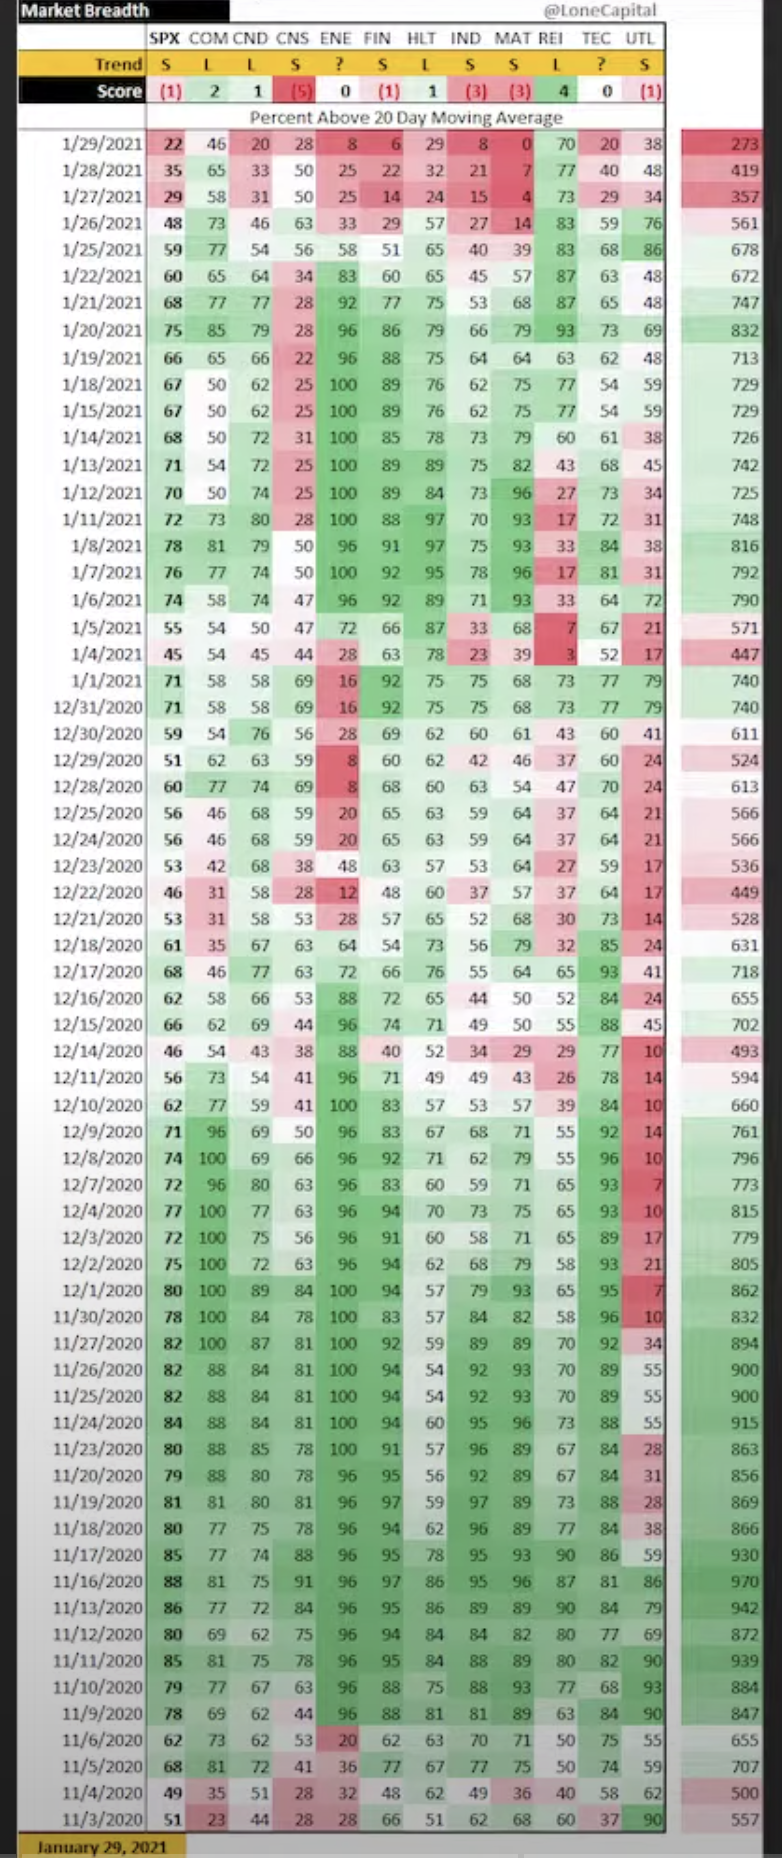 Market Breadth @LoneCapital
SPX COM CND CNS ENE FIN HLT IND MAT REI TEC UTL
Trend S L L S ? S L S S L ? S
Score (1) 2 1 (5) 0 (1) 1 (3) (3) 4 0 (1)
Percent Above 20 Day Moving Average
1/29/2021 22 46 20 28 8 6 29 8 0 70 20 38 273
1/28/2021 35 65 33 50 25 22 32 21 7 77 40 48 419
1/27/2021 29 58 31 50 25 14 24 15 4 73 29 34 357
1/26/2021 48 73 46 63 33 29 57 27 14 83 59 76 561
1/25/2021 59 77 54 56 58 51 65 40 39 83 68 86 678
1/22/2021 60 65 64 34 83 60 65 45 57 87 63 48 672
1/21/2021 68 77 77 28 92 77 75 53 68 87 65 48 747
1/20/2021 75 85 79 28 96 86 79 66 79 93 73 69 832
1/19/2021 66 65 66 22 96 88 75 64 64 63 62 48 713
1/18/2021 67 50 62 25 100 89 76 62 75 77 54 59 729
1/15/2021 67 50 62 25 100 89 76 62 75 77 54 59 729
1/14/2021 68 50 72 31 100 85 78 73 79 60 61 38 726
1/13/2021 71 54 72 25 100 89 89 75 82 43 68 45 742
1/12/2021 70 50 74 25 100 89 84 73 96 27 73 34 725
1/11/2021 72 73 80 28 100 88 97 70 93 17 72 31 748
1/8/2021 78 81 79 50 96 91 97 75 93 33 84 38 816
1/7/2021 76 77 74 50 100 92 95 78 96 17 81 31 792
1/6/2021 74 58 74 47 96 92 89 71 93 33 64 72 790
1/5/2021 55 54 50 47 72 66 87 33 68 7 67 21 571
1/4/2021 45 54 45 44 28 63 78 23 39 3 52 17 447
1/1/2021 71 58 58 69 16 92 75 75 68 73 77 79 740
12/31/2020 71 58 58 69 16 92 75 75 68 73 77 79 740
12/30/2020 59 54 76 56 28 69 62 60 61 43 60 41 611
12/29/2020 51 62 63 59 8 60 62 42 46 37 60 24 524
12/28/2020 60 77 74 69 8 68 60 63 54 47 70 24 613
12/25/2020 56 46 68 59 20 65 63 59 64 37 64 21 566
12/24/2020 56 46 68 59 20 65 63 59 64 37 64 21 566
12/23/2020 53 42 68 38 48 63 57 53 64 27 59 17 536
12/22/2020 46 31 58 28 12 48 60 37 57 37 64 17 449
12/21/2020 53 31 58 53 28 57 65 52 68 30 73 14 528
12/18/2020 61 35 67 63 64 54 73 56 79 32 85 24 631
12/17/2020 68 46 77 63 72 66 76 55 64 65 93 41 718
12/16/2020 62 58 66 53 88 72 65 44 50 52 84 24 655
12/15/2020 66 62 69 44 96 74 71 49 50 55 88 45 702
12/14/2020 46 54 43 38 88 40 52 34 29 29 77 10 493
12/11/2020 56 73 54 41 96 71 49 49 43 26 78 14 594
12/10/2020 62 77 59 41 100 83 57 53 57 39 84 10 660
12/9/2020 71 96 69 50 96 83 67 68 71 55 92 14 761
12/8/2020 74 100 69 66 96 92 71 62 79 55 96 10 796
12/7/2020 72 96 80 63 96 83 60 59 71 65 93 7 773
12/4/2020 77 100 77 63 96 94 70 73 75 65 93 10 815
12/3/2020 72 100 75 56 96 91 60 58 71 65 89 17 779
12/2/2020 75 100 72 63 96 94 62 68 79 58 93 21 805
12/1/2020 80 100 89 84 100 94 57 79 93 65 95 7 862
11/30/2020 78 100 84 78 100 83 57 84 82 58 96 10 832
11/27/2020 82 100 87 81 100 92 59 89 89 70 92 34 894
11/26/2020 82 88 84 81 100 94 54 92 93 70 89 55 900
11/25/2020 82 88 84 81 100 94 54 92 93 70 89 55 900
11/24/2020 84 88 84 81 100 94 60 95 96 73 88 55 915
11/23/2020 80 88 85 78 100 91 57 96 89 67 84 28 863
11/20/2020 79 88 80 78 96 95 56 92 89 67 84 31 856
11/19/2020 81 81 80 81 96 97 59 97 89 73 88 28 869
11/18/2020 80 77 75 78 96 94 62 96 89 77 84 38 866
11/17/2020 85 77 74 88 96 95 78 95 93 90 86 59 930
11/16/2020 88 81 75 91 96 97 86 95 96 87 81 86 970
11/13/2020 86 77 72 84 96 95 86 89 89 90 84 79 942
11/12/2020 80 69 62 75 96 94 84 84 82 80 77 69 872
11/11/2020 85 81 75 78 96 95 84 88 89 80 82 90 939
11/10/2020 79 77 67 63 96 88 75 88 93 77 68 93 884
11/9/2020 78 69 62 44 96 88 81 81 89 63 84 90 847
11/6/2020 62 73 62 53 20 62 63 70 71 50 75 55 655
11/5/2020 68 81 72 41 36 77 67 77 75 50 74 59 707
11/4/2020 49 35 51 28 32 48 62 49 36 40 58 62 500
11/3/2020 51 23 44 28 28 66 51 62 68 60 37 90 557
January 29, 2021